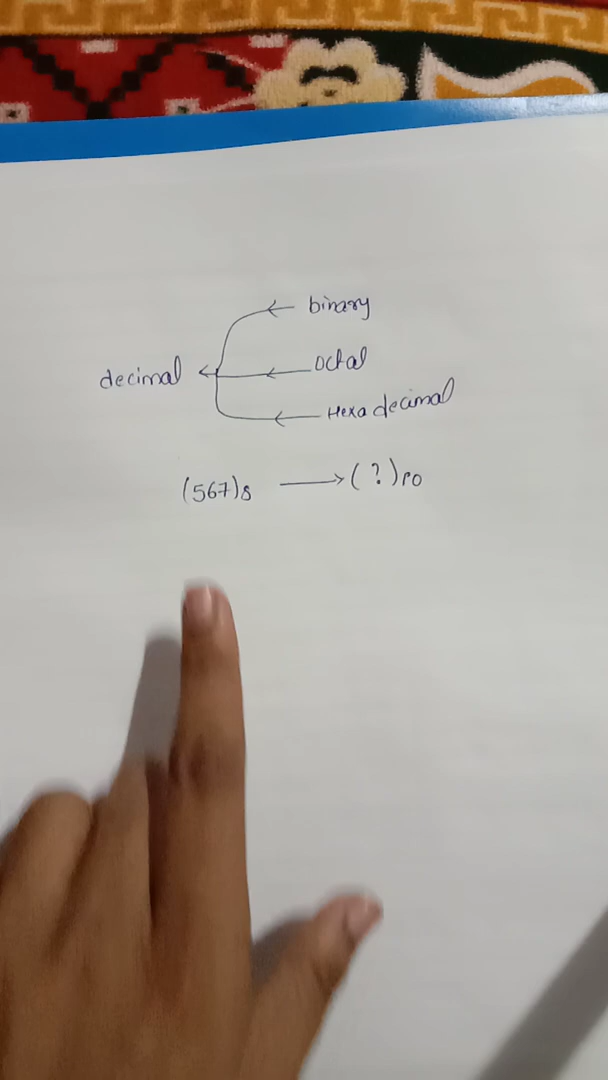 binary
decimal
octal
Hexa decimal
(567)8 → (?)10